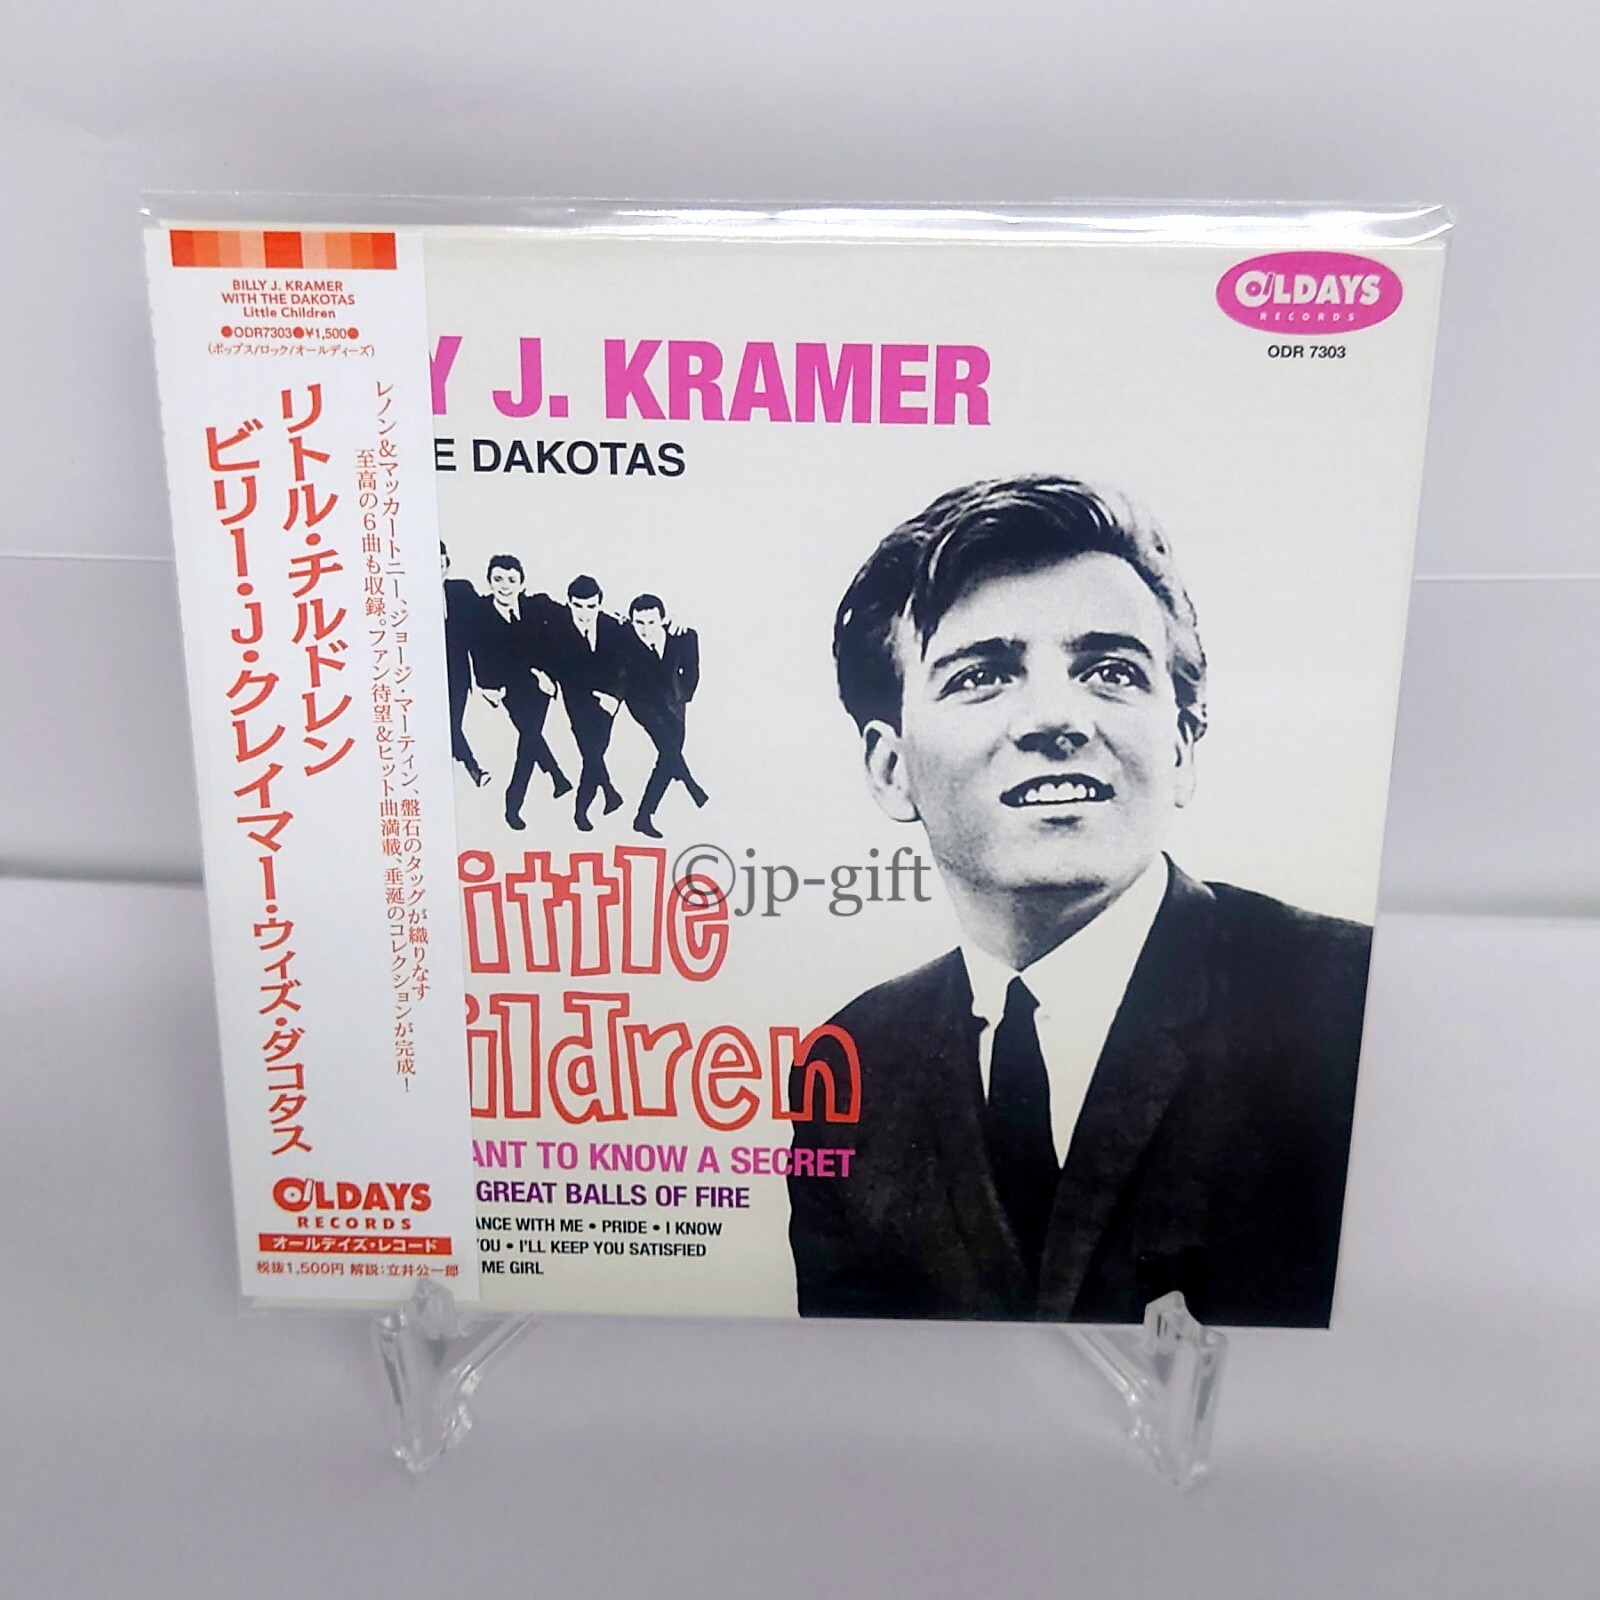 BILLY J. KRAMER
WITH THE DAKOTAS
Little Children
●ODR7303●¥1,500●
(ポップス/ロック/オールディーズ)
レノン&マッカートニー、ジョージ・マーティン、盤石のタッグが織りなす
至高の6曲も収録。ファン待望&ヒット曲満載、垂涎のコレクションが完成!
リトル・チルドレン
ビリー・J・クレイマー・ウィズ・ダコタス
OLDAYS
RECORDS
オールデイズ・レコード
税抜1,500円 解説:立井公一郎
OLDAYS
RECORDS
ODR 7303
Y J. KRAMER
E DAKOTAS
ittle
ildren
ANT TO KNOW A SECRET
GREAT BALLS OF FIRE
ANCE WITH ME • PRIDE • I KNOW
YOU • I'LL KEEP YOU SATISFIED
ME GIRL
©jp-gift